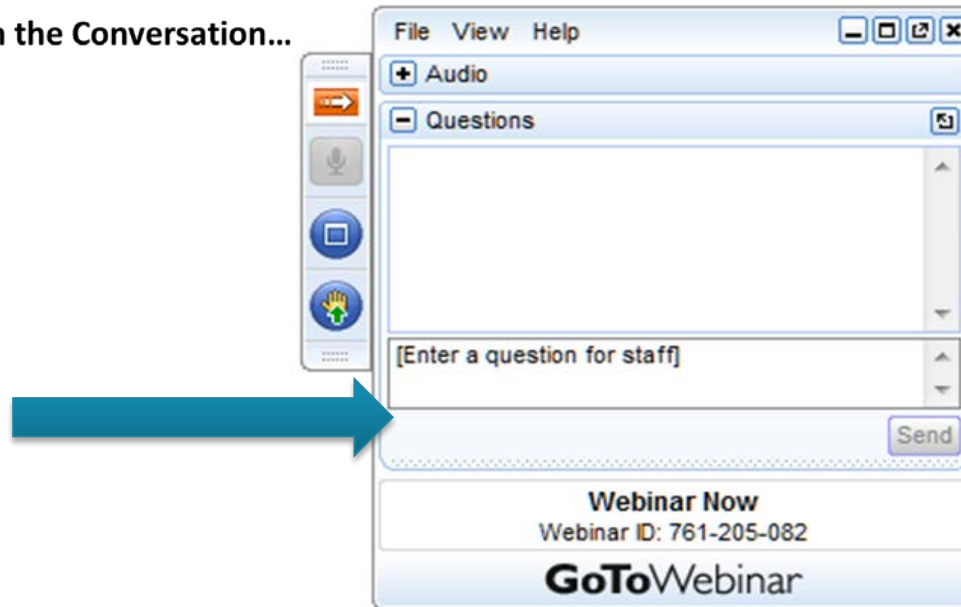 the Conversation...
File View Help
Audio
Questions
[Enter a question for staff]
Send
Webinar Now
Webinar ID: 761-205-082
GoToWebinar